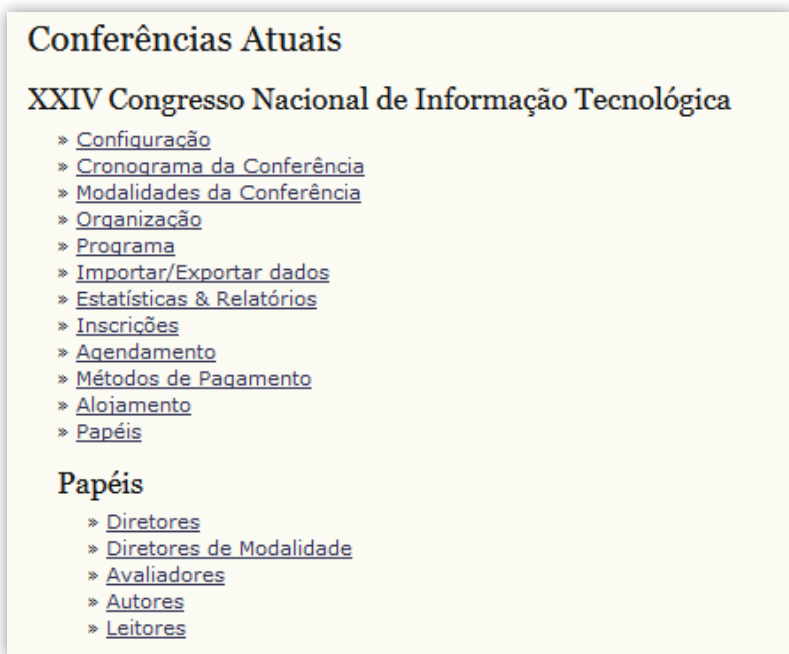 Conferências Atuais
XXIV Congresso Nacional de Informação Tecnológica
» Configuração
» Cronograma da Conferência
» Modalidades da Conferência
» Organização
» Programa
» Importar/Exportar dados
» Estatísticas & Relatórios
» Inscrições
» Agendamento
» Métodos de Pagamento
» Alojamento
» Papéis
Papéis
» Diretores
» Diretores de Modalidade
» Avaliadores
» Autores
» Leitores